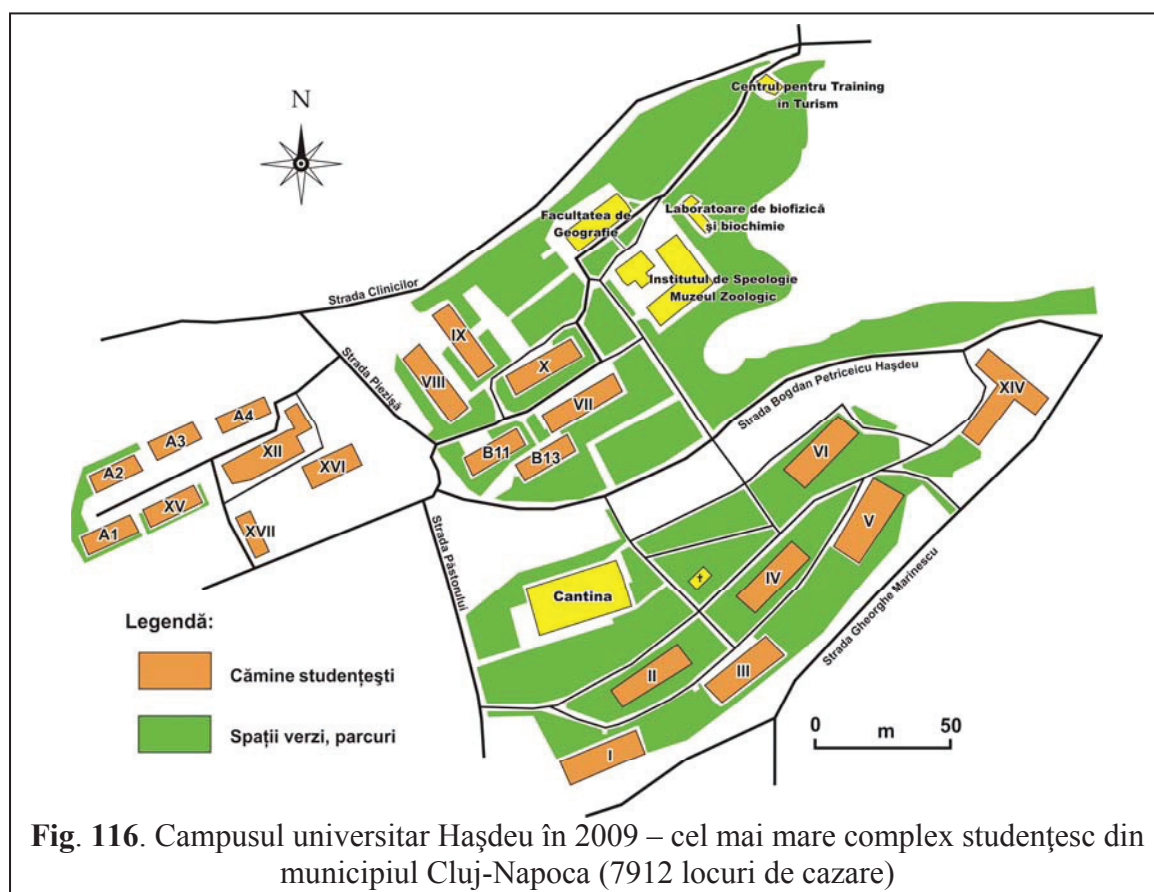 Centrul pentru Training
in Turism
N
Facultatea de
Geografie
Laboratoare de biofizică
şi biochimie
Institutul de Speologie
Muzeul Zoologic
Strada Clinicilor
Strada Piezişă
Strada Bogdan Petriceicu Haşdeu
IX
VIII
X
VII
XIV
A4
A3
A2
XII
XVI
B11
B13
VI
XV
A1
XVII
V
Strada Păstorului
Cantina
IV
Strada Gheorghe Marinescu
II
III
I
Legendă:
Cămine studenţeşti
Spaţii verzi, parcuri
0 m 50
Fig. 116. Campusul universitar Haşdeu în 2009 – cel mai mare complex studenţesc din
municipiul Cluj-Napoca (7912 locuri de cazare)